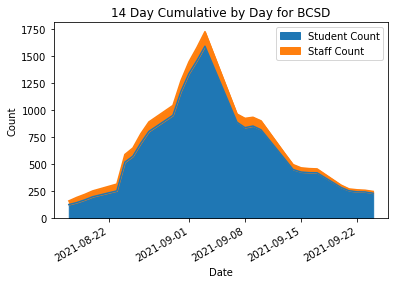 14 Day Cumulative by Day for BCSD
Student Count
Staff Count
1750
1500
1250
1000
750
500
250
0
Count
2021-08-22
2021-09-01
2021-09-08
2021-09-15
2021-09-22
Date